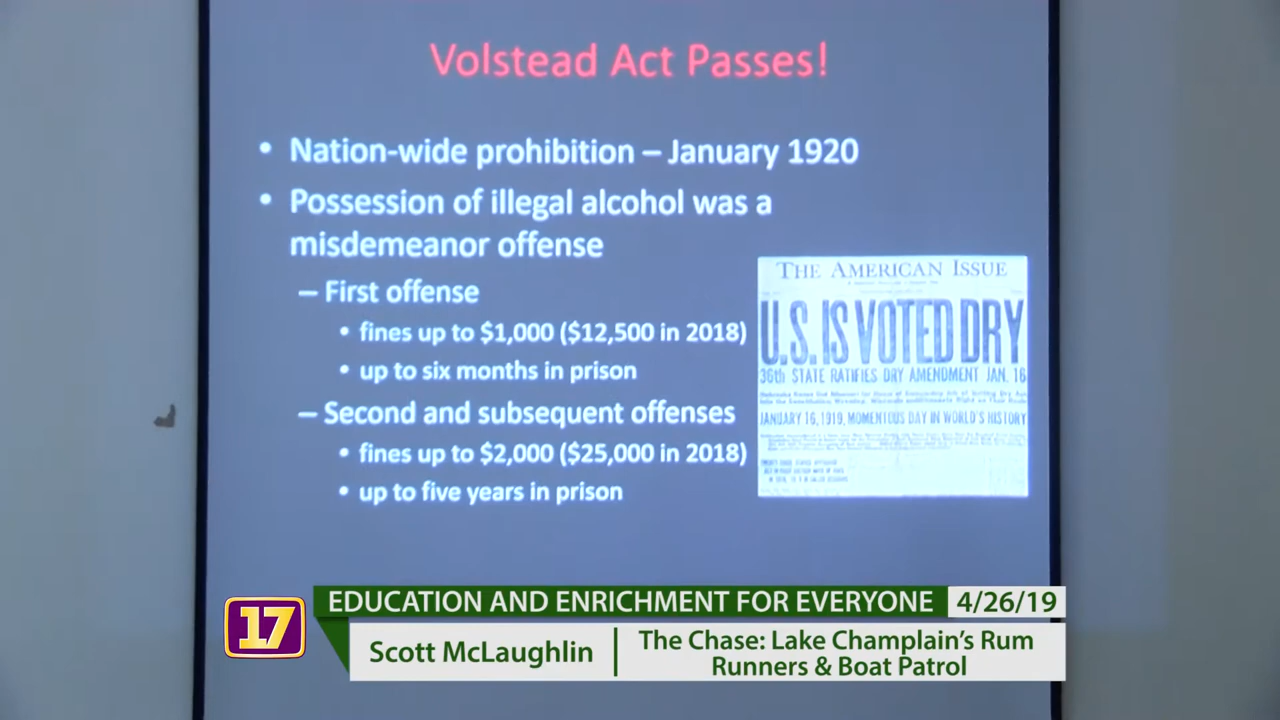 Volstead Act Passes!
• Nation-wide prohibition – January 1920
• Possession of illegal alcohol was a
misdemeanor offense
– First offense
• fines up to $1,000 ($12,500 in 2018)
• up to six months in prison
– Second and subsequent offenses
• fines up to $2,000 ($25,000 in 2018)
• up to five years in prison
THE AMERICAN ISSUE
U.S. IS VOTED DRY
36th STATE RATIFIES DRY AMENDMENT JAN. 16
JANUARY 16, 1919, MOMENTOUS DAY IN WORLD'S HISTORY
17
EDUCATION AND ENRICHMENT FOR EVERYONE 4/26/19
Scott McLaughlin
The Chase: Lake Champlain's Rum
Runners & Boat Patrol